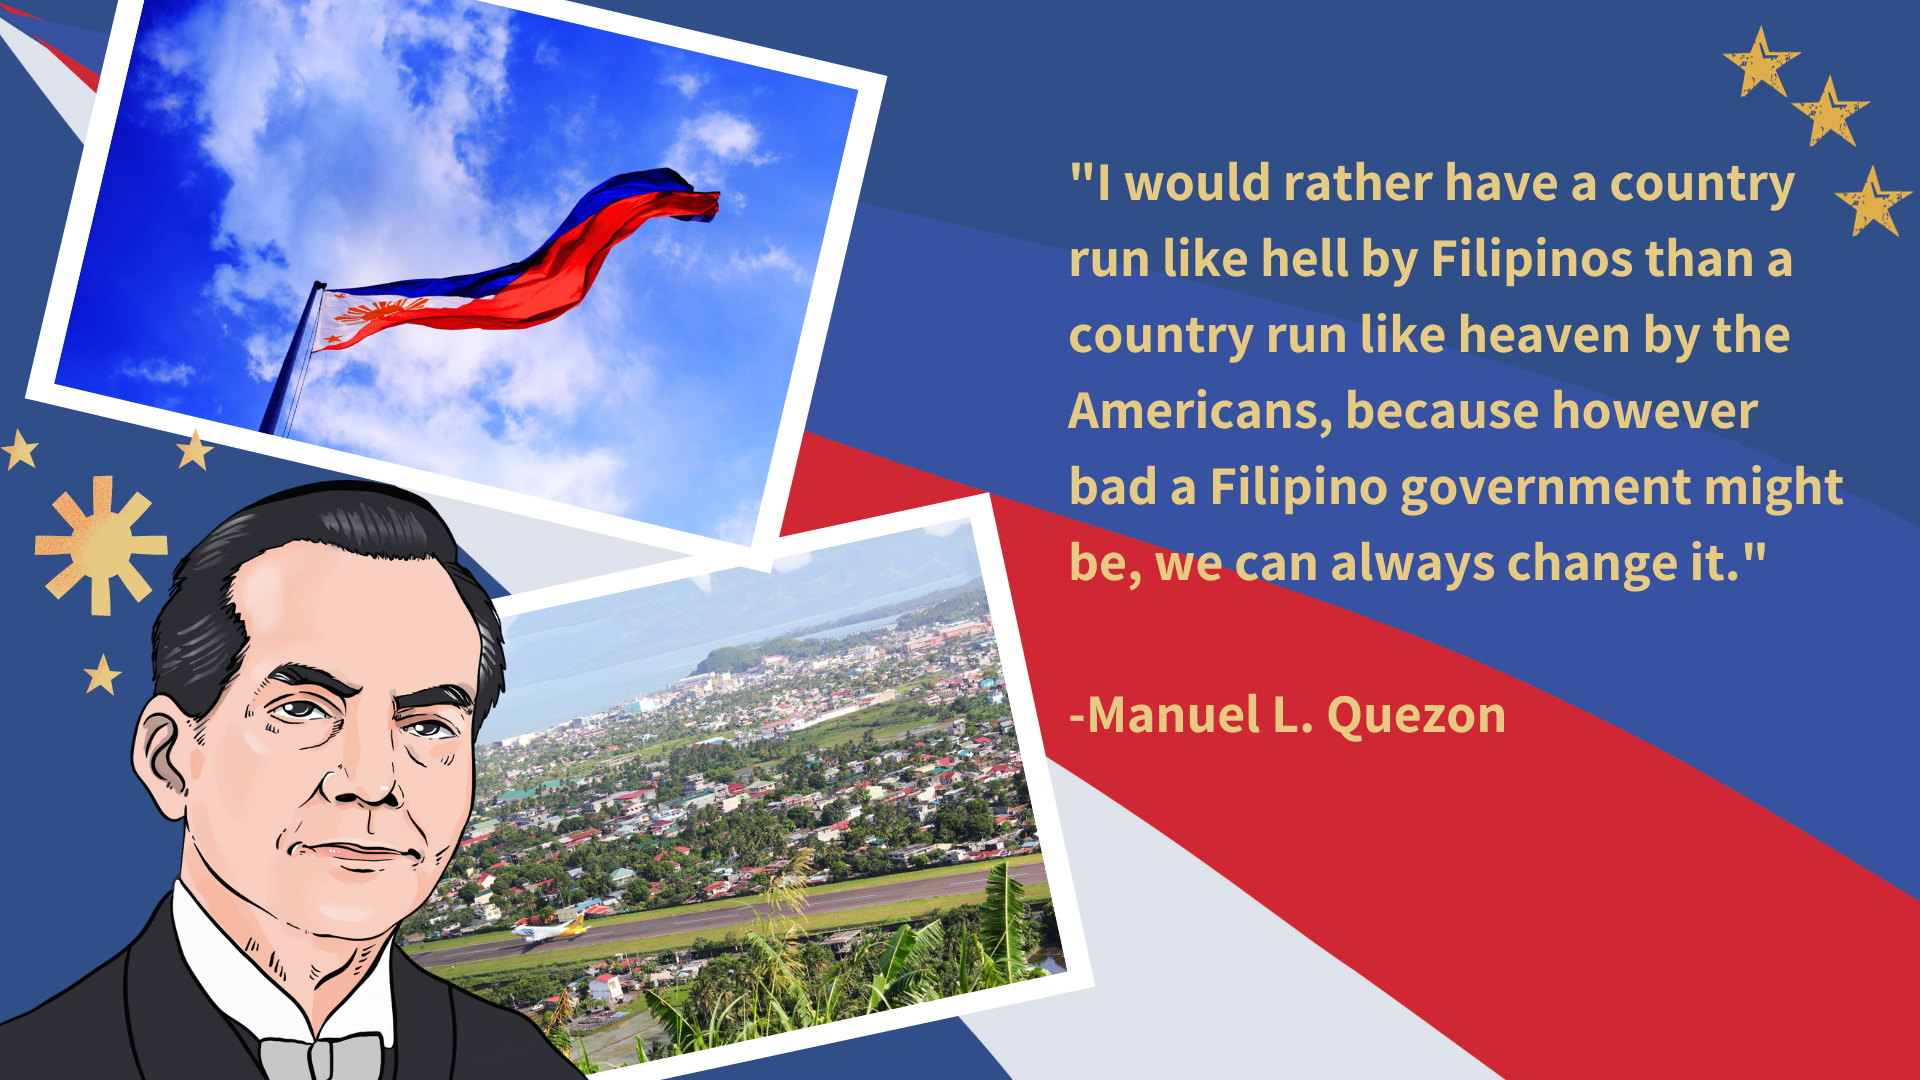 "I would rather have a country
run like hell by Filipinos than a
country run like heaven by the
Americans, because however
bad a Filipino government might
be, we can always change it."
-Manuel L. Quezon